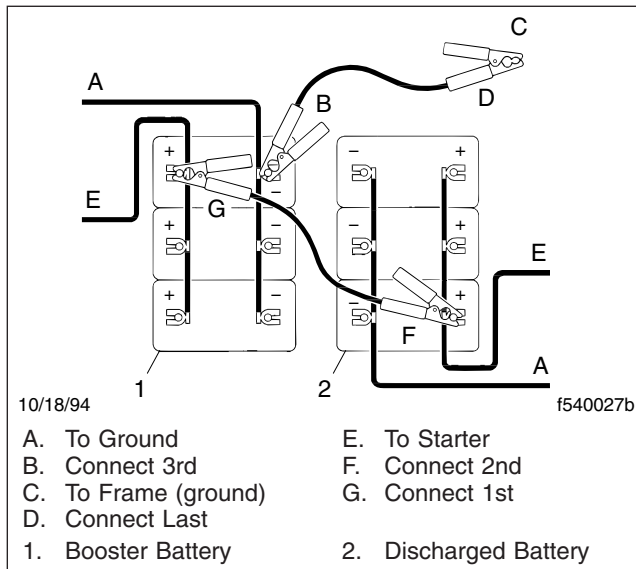 C
A
B
D
+ − − +
E
G
−
+ − − +
E
+ − − +
F
A
1 2
10/18/94 f540027b
A. To Ground E. To Starter
B. Connect 3rd F. Connect 2nd
C. To Frame (ground) G. Connect 1st
D. Connect Last
1. Booster Battery 2. Discharged Battery